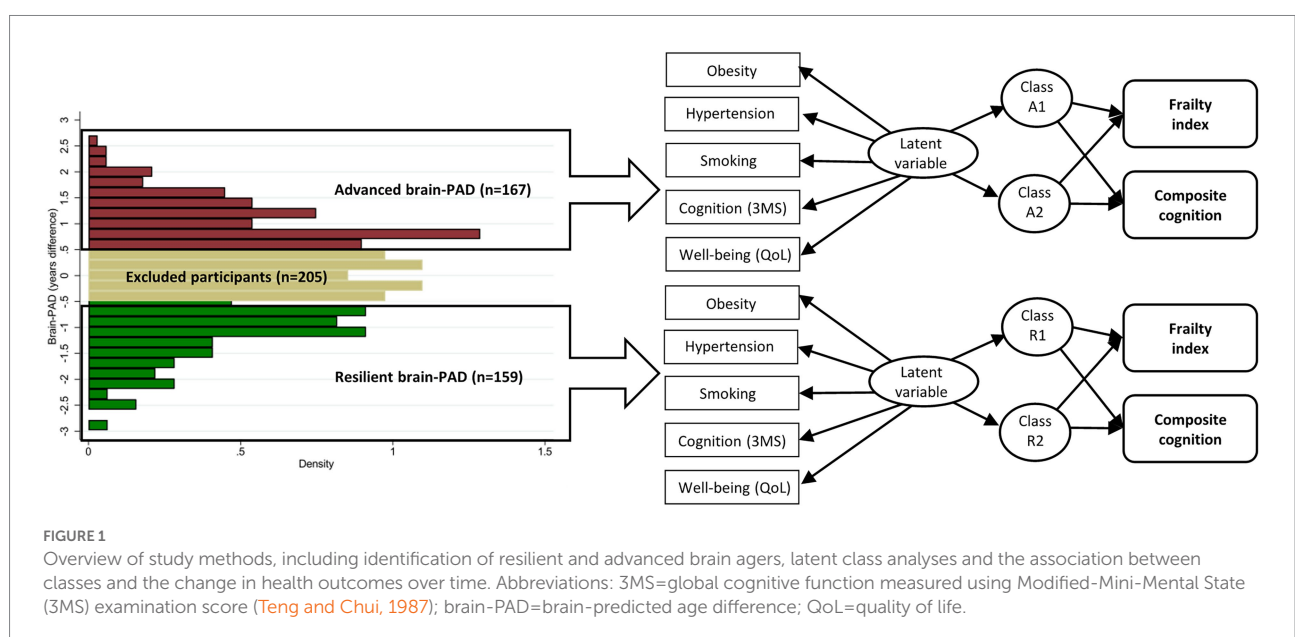 3
2.5
2
1.5
1
.5
0
-.5
-1
-1.5
-2
-2.5
-3
Brain-PAD (years difference)
0
.5
1
1.5
Density
Advanced brain-PAD (n=167)
Excluded participants (n=205)
Resilient brain-PAD (n=159)
Obesity
Hypertension
Smoking
Cognition (3MS)
Well-being (QoL)
Latent
variable
Class
A1
Class
A2
Frailty
index
Composite
cognition
Obesity
Hypertension
Smoking
Cognition (3MS)
Well-being (QoL)
Latent
variable
Class
R1
Class
R2
Frailty
index
Composite
cognition
FIGURE 1
Overview of study methods, including identification of resilient and advanced brain agers, latent class analyses and the association between
classes and the change in health outcomes over time. Abbreviations: 3MS=global cognitive function measured using Modified-Mini-Mental State
(3MS) examination score (Teng and Chui, 1987); brain-PAD=brain-predicted age difference; QoL=quality of life.